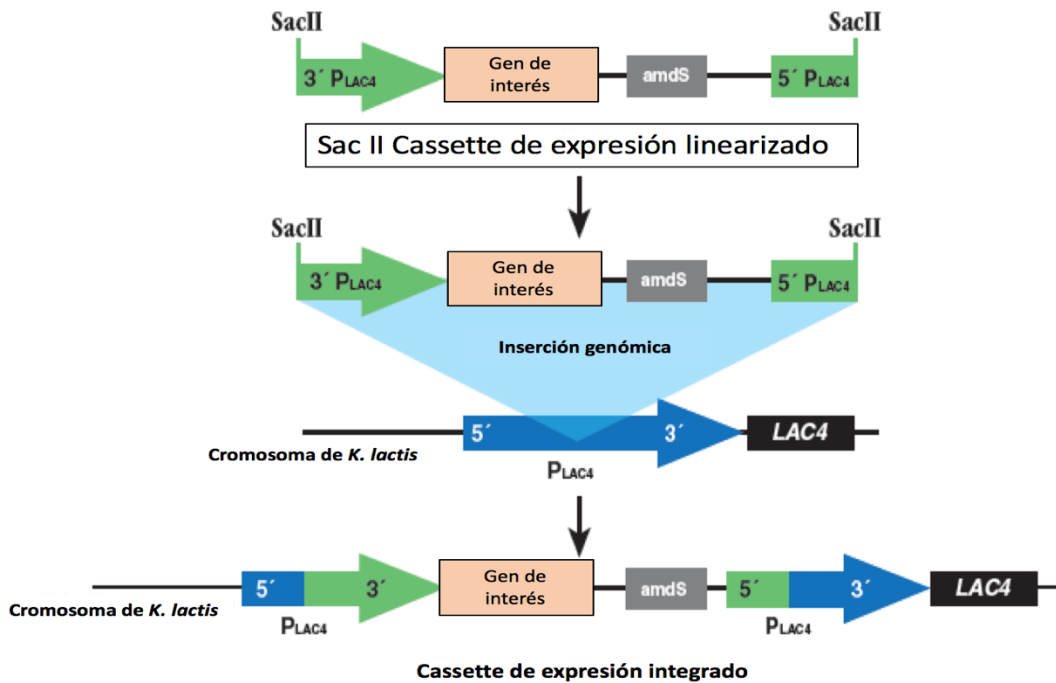 SacII SacII
3´ PLAC4 Gen de interés amdS 5´ PLAC4
Sac II Cassette de expresión linearizado
SacII SacII
3´ PLAC4 Gen de interés amdS 5´ PLAC4
Inserción genómica
5´ 3´ LAC4
Cromosoma de K. lactis
PLAC4
5´ 3´ Gen de interés amdS 5´ 3´ LAC4
Cromosoma de K. lactis
PLAC4 PLAC4
Cassette de expresión integrado